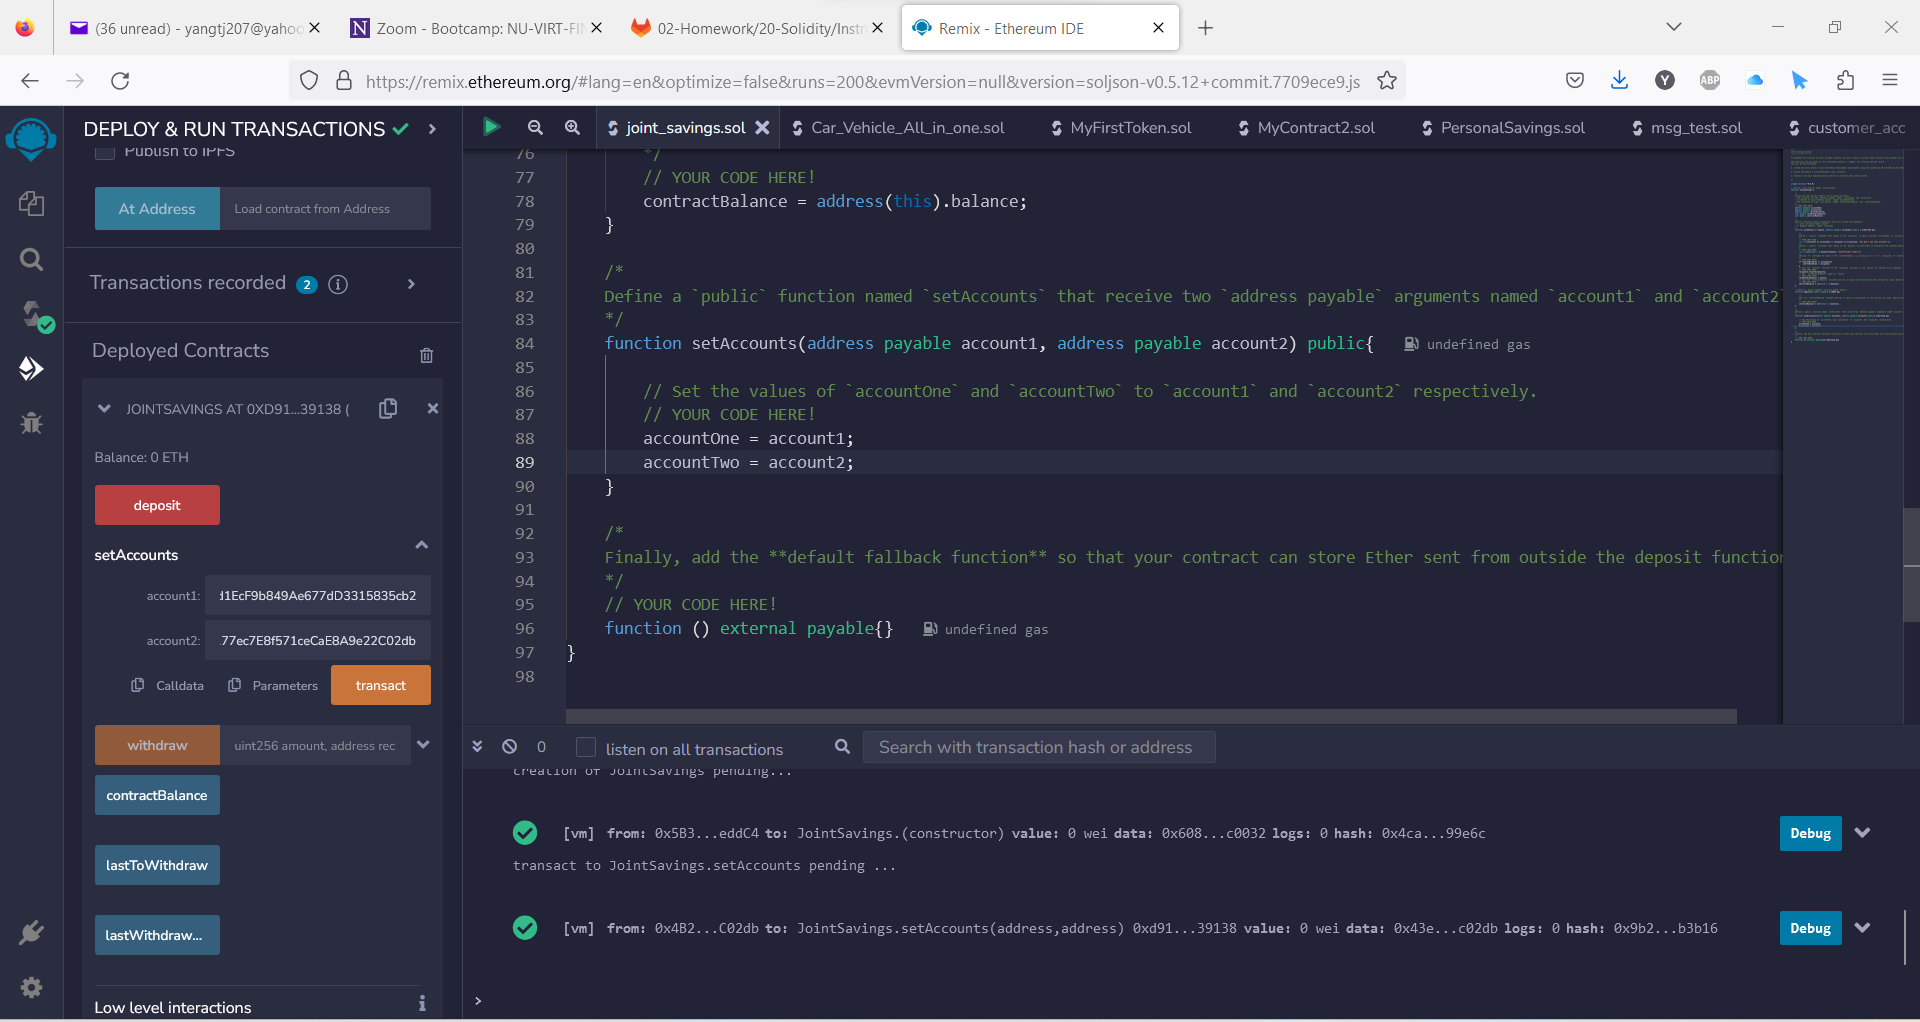 (36 unread) - yangtj207@yahoo
Zoom - Bootcamp: NU-VIRT-FIN
02-Homework/20-Solidity/Instru
Remix - Ethereum IDE
https://remix.ethereum.org/#lang=en&optimize=false&runs=200&evmVersion=null&version=soljson-v0.5.12+commit.7709ece9.js
Y
ABP
DEPLOY & RUN TRANSACTIONS
Publish to IPFS
At Address
Load contract from Address
Transactions recorded 2 i
Deployed Contracts
JOINTSAVINGS AT 0XD91...39138 (
Balance: 0 ETH
deposit
setAccounts
account1: d1EcF9b849Ae677dD3315835cb2
account2: .77ec7E8f571ceCaE8A9e22C02db
Calldata
Parameters
transact
withdraw
uint256 amount, address rec
contractBalance
lastToWithdraw
lastWithdraw...
Low level interactions i
joint_savings.sol
Car_Vehicle_All_in_one.sol
MyFirstToken.sol
MyContract2.sol
PersonalSavings.sol
msg_test.sol
customer_acc
76 */
77 // YOUR CODE HERE!
78 contractBalance = address(this).balance;
79 }
80
81 /*
82 Define a `public` function named `setAccounts` that receive two `address payable` arguments named `account1` and `account2`
83 */
84 function setAccounts(address payable account1, address payable account2) public{ undefined gas
85
86 // Set the values of `accountOne` and `accountTwo` to `account1` and `account2` respectively.
87 // YOUR CODE HERE!
88 accountOne = account1;
89 accountTwo = account2;
90 }
91
92 /*
93 Finally, add the **default fallback function** so that your contract can store Ether sent from outside the deposit function
94 */
95 // YOUR CODE HERE!
96 function () external payable{} undefined gas
97 }
98
0
listen on all transactions
Search with transaction hash or address
creation of JointSavings pending...
[vm] from: 0x5B3...eddC4 to: JointSavings.(constructor) value: 0 wei data: 0x608...c0032 logs: 0 hash: 0x4ca...99e6c
Debug
transact to JointSavings.setAccounts pending ...
[vm] from: 0x4B2...C02db to: JointSavings.setAccounts(address,address) 0xd91...39138 value: 0 wei data: 0x43e...c02db logs: 0 hash: 0x9b2...b3b16
Debug
>